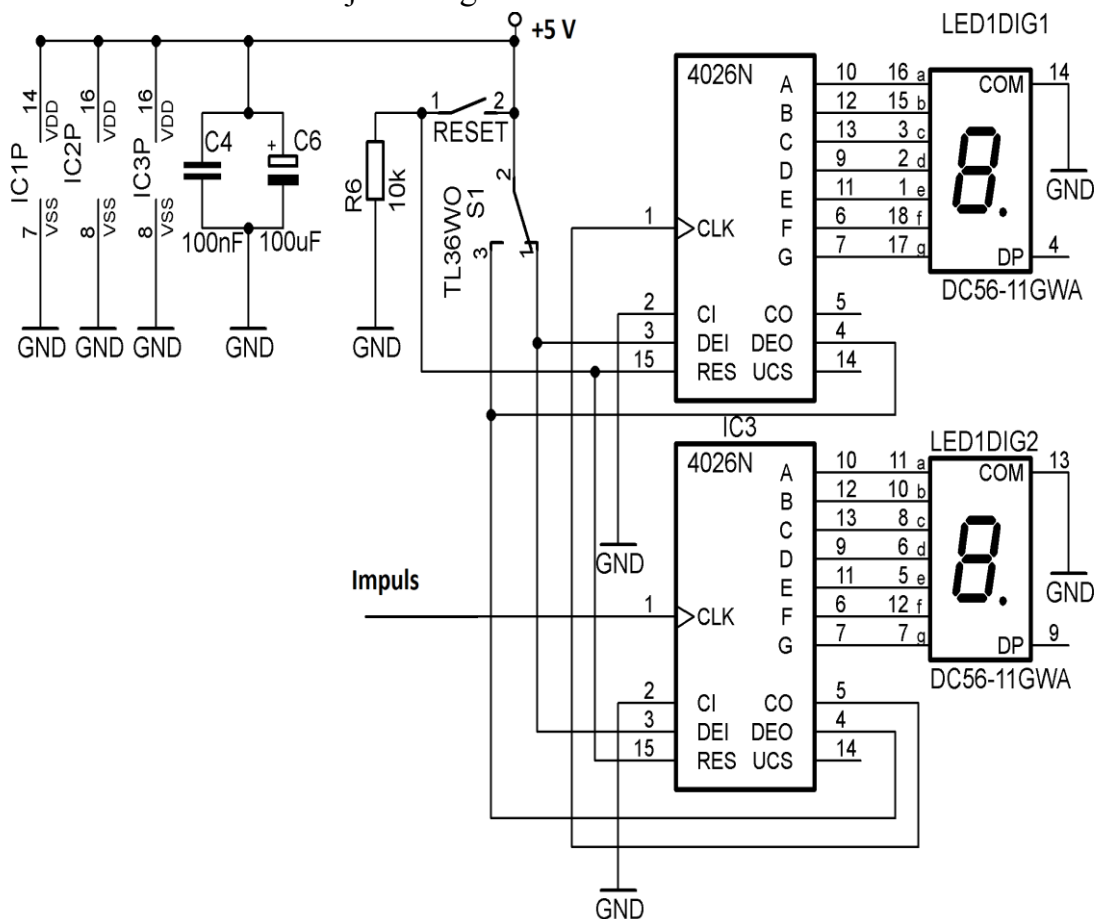 +5 V
LED1DIG1
14 VDD
IC1P
7 VSS
16 VDD
IC2P
8 VSS
16 VDD
IC3P
8 VSS
C4
100nF
+ C6
100uF
R6
10k
1 2
RESET
2
S1
TL36WO
3 1
GND GND GND GND GND
4026N
A 10 16 a
B 12 15 b
C 13 3 c
D 9 2 d
E 11 1 e
F 6 18 f
G 7 17 g
1 CLK
2 CI CO 5
3 DEI DEO 4
15 RES UCS 14
COM 14
GND
DP 4
DC56-11GWA
IC3
LED1DIG2
4026N
A 10 11 a
B 12 10 b
C 13 8 c
D 9 6 d
E 11 5 e
F 6 12 f
G 7 7 g
GND
Impuls
1 CLK
2 CI CO 5
3 DEI DEO 4
15 RES UCS 14
COM 13
GND
DP 9
DC56-11GWA
GND